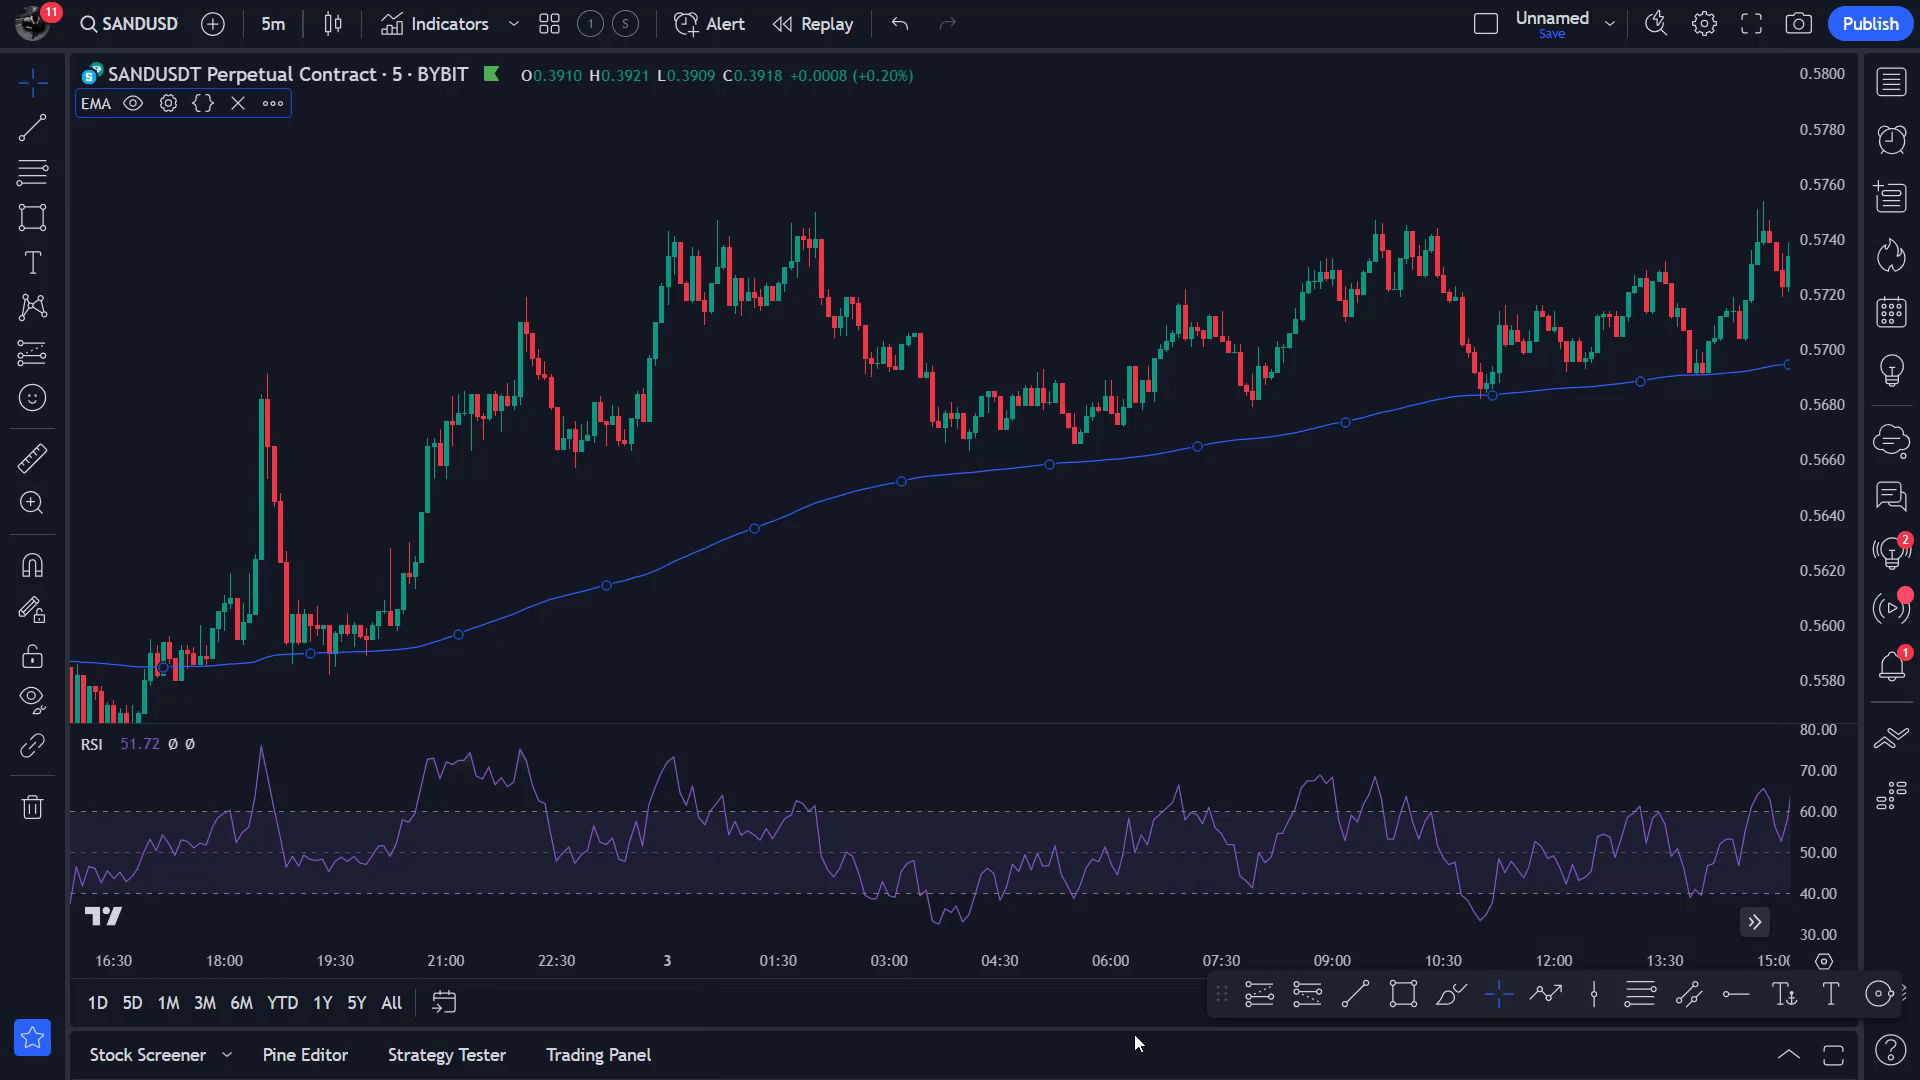 11
SANDUSD
5m
Indicators
1
S
Alert
Replay
Unnamed
Save
Publish
SANDUSDT Perpetual Contract · 5 · BYBIT
O0.3910 H0.3921 L0.3909 C0.3918 +0.0008 (+0.20%)
EMA
0.5800
0.5780
0.5760
0.5740
0.5720
0.5700
0.5680
0.5660
0.5640
0.5620
0.5600
0.5580
2
1
RSI 51.72 Ø Ø
80.00
70.00
60.00
50.00
40.00
30.00
16:30 18:00 19:30 21:00 22:30 3 01:30 03:00 04:30 06:00 07:30 09:00 10:30 12:00 13:30 15:00
1D 5D 1M 3M 6M YTD 1Y 5Y All
Stock Screener Pine Editor Strategy Tester Trading Panel